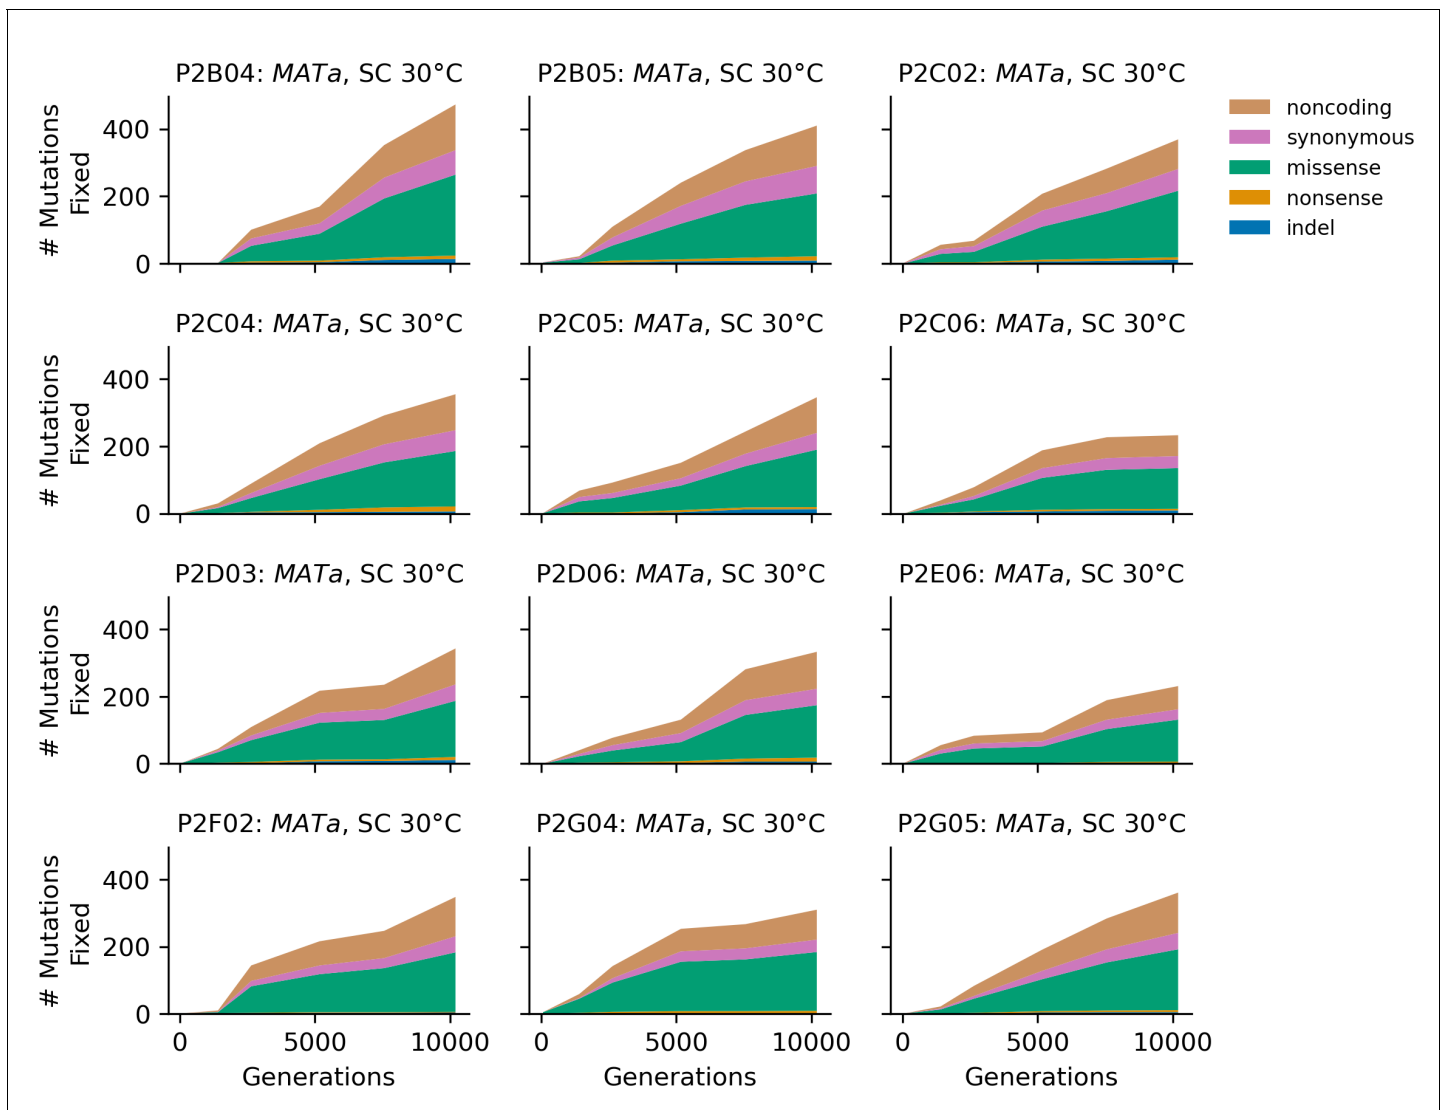 P2B04: MATa, SC 30°C
P2B05: MATa, SC 30°C
P2C02: MATa, SC 30°C
# Mutations
Fixed
400
200
0
noncoding
synonymous
missense
nonsense
indel
P2C04: MATa, SC 30°C
P2C05: MATa, SC 30°C
P2C06: MATa, SC 30°C
# Mutations
Fixed
400
200
0
P2D03: MATa, SC 30°C
P2D06: MATa, SC 30°C
P2E06: MATa, SC 30°C
# Mutations
Fixed
400
200
0
P2F02: MATa, SC 30°C
P2G04: MATa, SC 30°C
P2G05: MATa, SC 30°C
# Mutations
Fixed
400
200
0
0 5000 10000
0 5000 10000
0 5000 10000
Generations
Generations
Generations